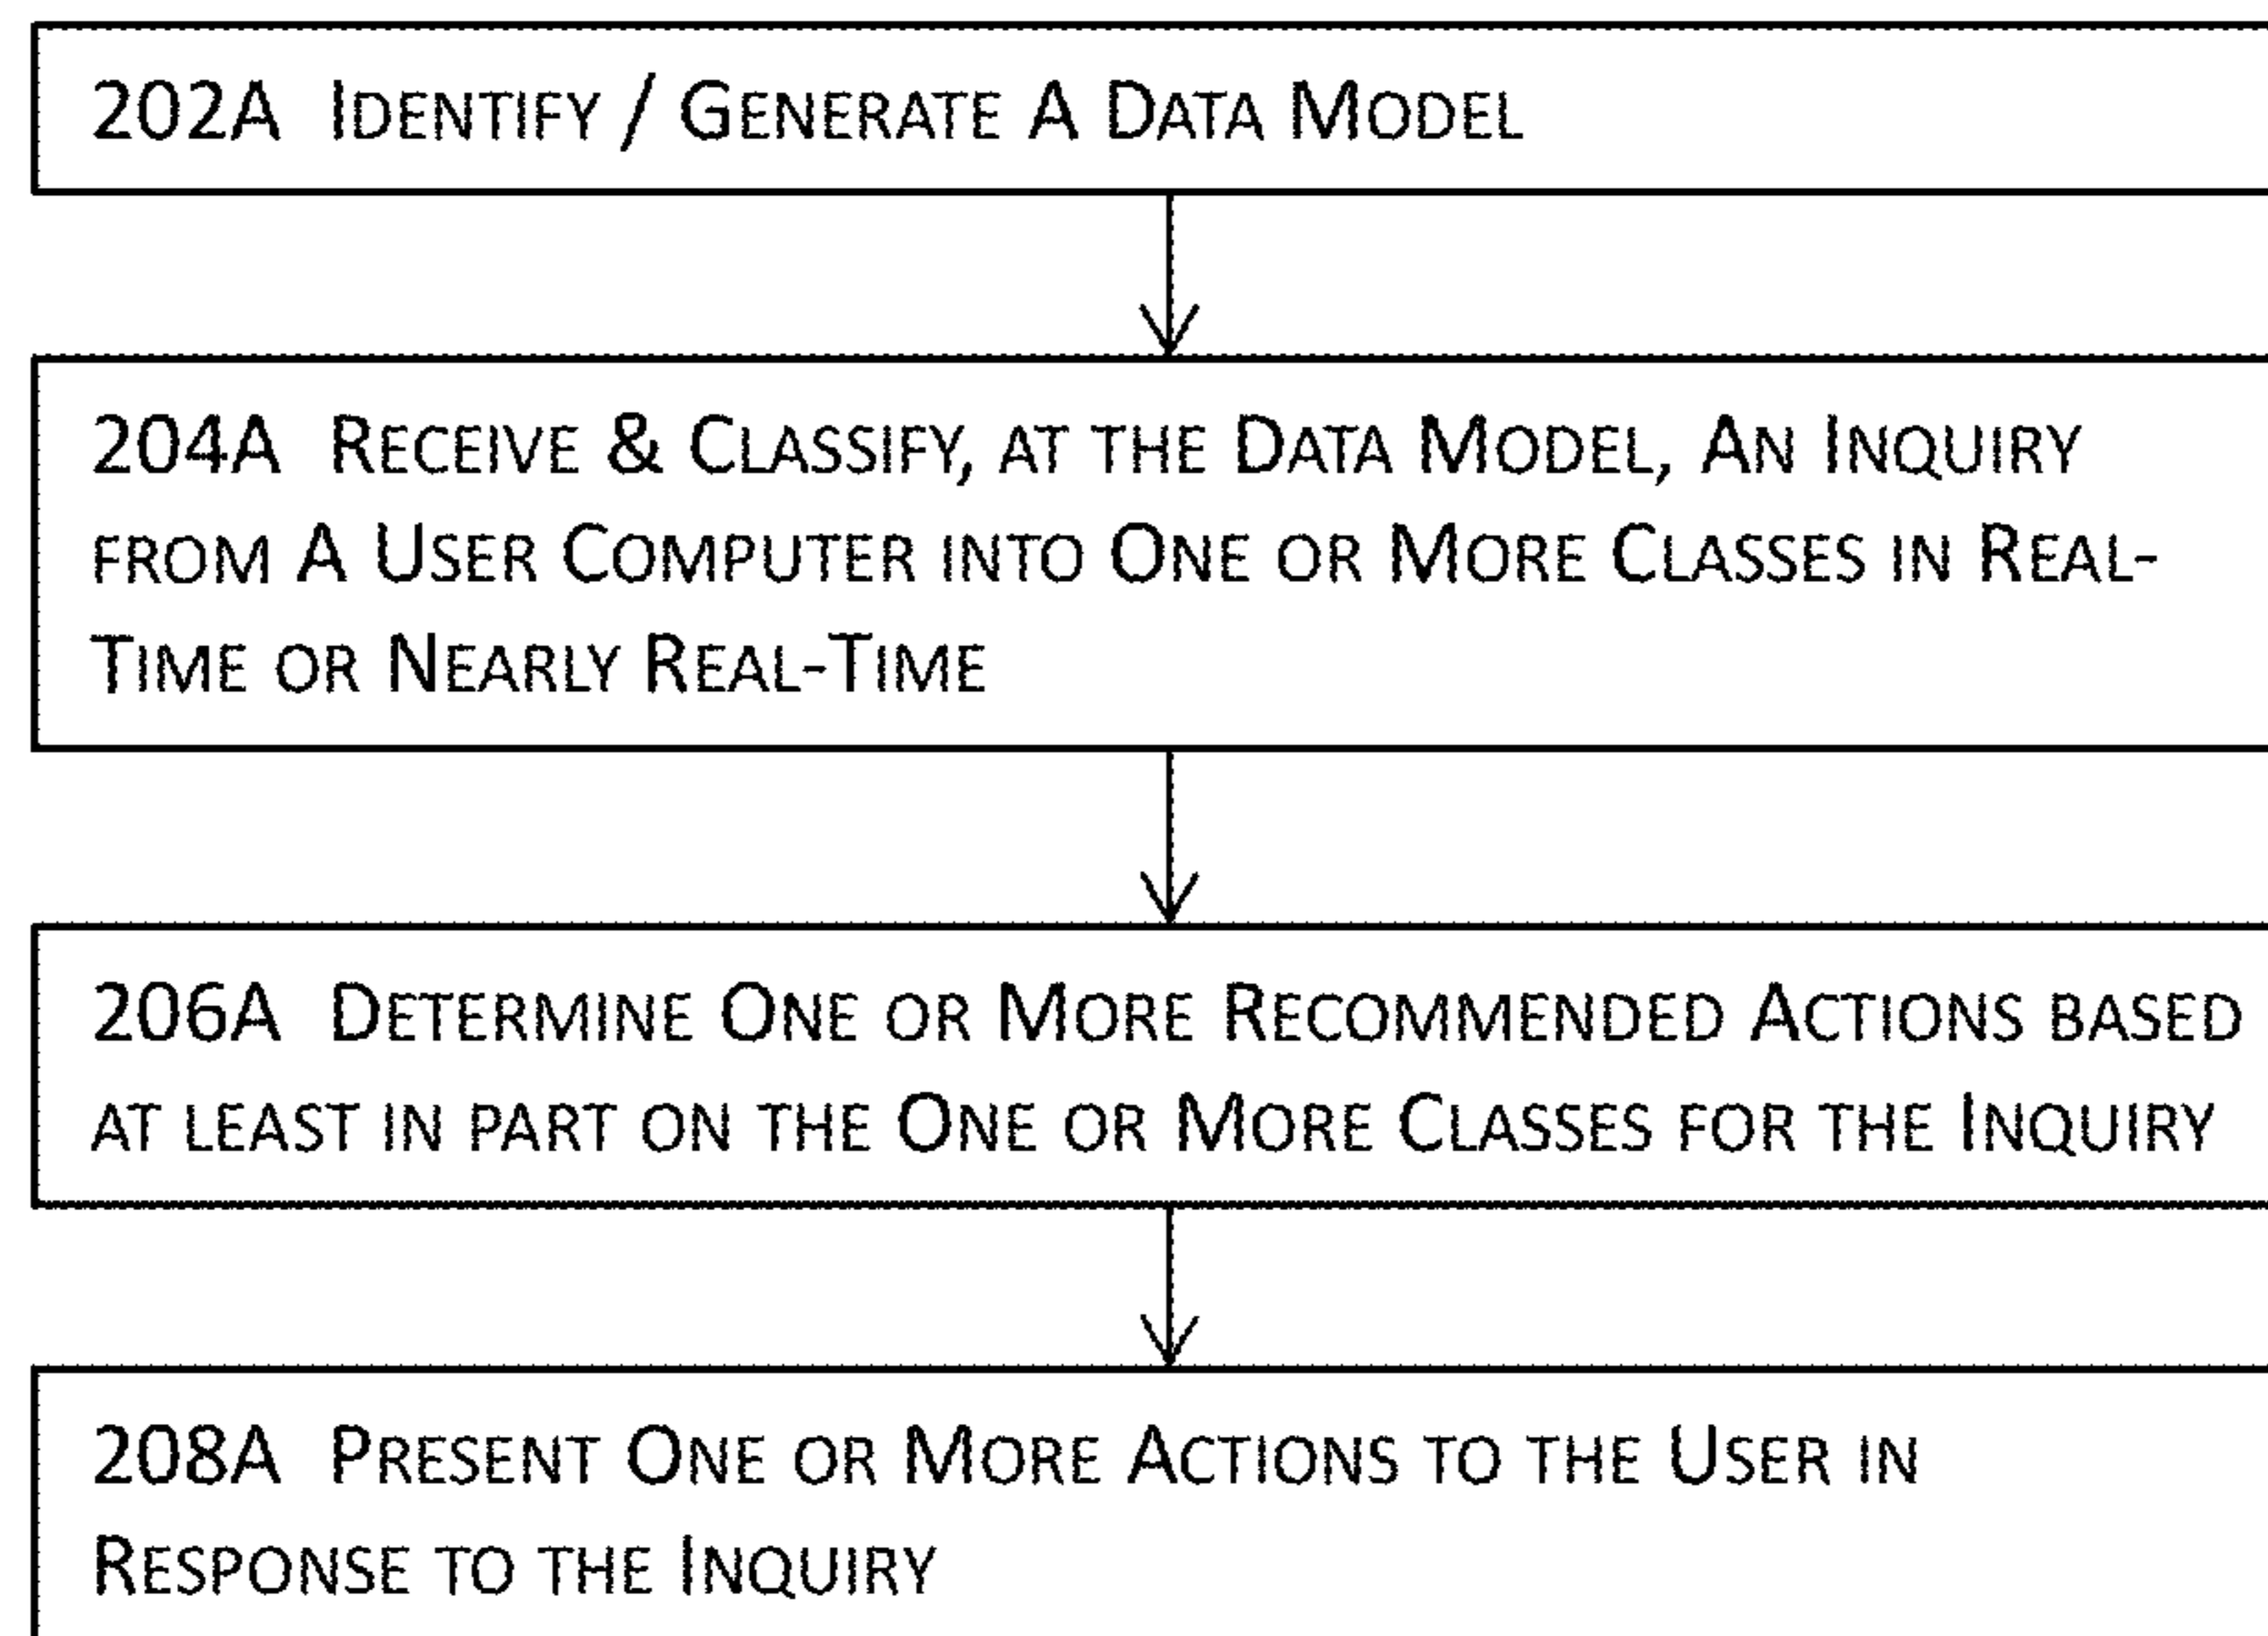 202A Identify / Generate A Data Model
204A Receive & Classify, at the Data Model, An Inquiry
from A User Computer into One or More Classes in Real-
Time or Nearly Real-Time
206A Determine One or More Recommended Actions based
at least in part on the One or More Classes for the Inquiry
208A Present One or More Actions to the User in
Response to the Inquiry